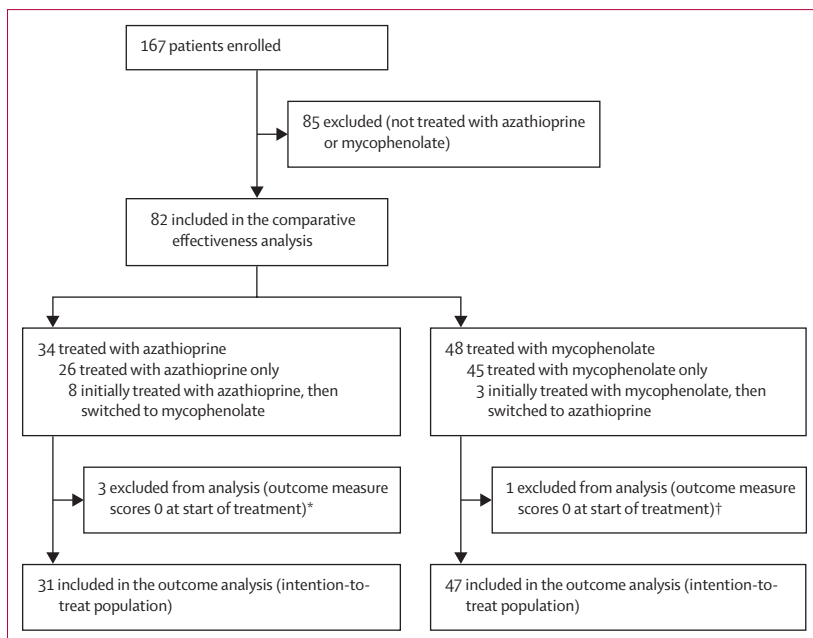 167 patients enrolled
85 excluded (not treated with azathioprine
or mycophenolate)
82 included in the comparative
effectiveness analysis
34 treated with azathioprine
26 treated with azathioprine only
8 initially treated with azathioprine, then
switched to mycophenolate
48 treated with mycophenolate
45 treated with mycophenolate only
3 initially treated with mycophenolate, then
switched to azathioprine
3 excluded from analysis (outcome measure
scores 0 at start of treatment)*
1 excluded from analysis (outcome measure
scores 0 at start of treatment)†
31 included in the outcome analysis (intention-to-
treat population)
47 included in the outcome analysis (intention-to-
treat population)